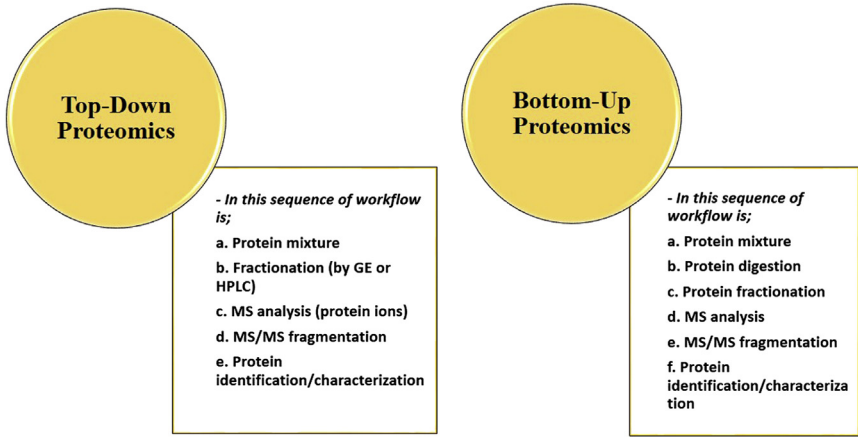 Top-Down
Proteomics
- In this sequence of workflow
is;
a. Protein mixture
b. Fractionation (by GE or
HPLC)
c. MS analysis (protein ions)
d. MS/MS fragmentation
e. Protein
identification/characterization
Bottom-Up
Proteomics
- In this sequence of
workflow is;
a. Protein mixture
b. Protein digestion
c. Protein fractionation
d. MS analysis
e. MS/MS fragmentation
f. Protein
identification/characteriza
tion